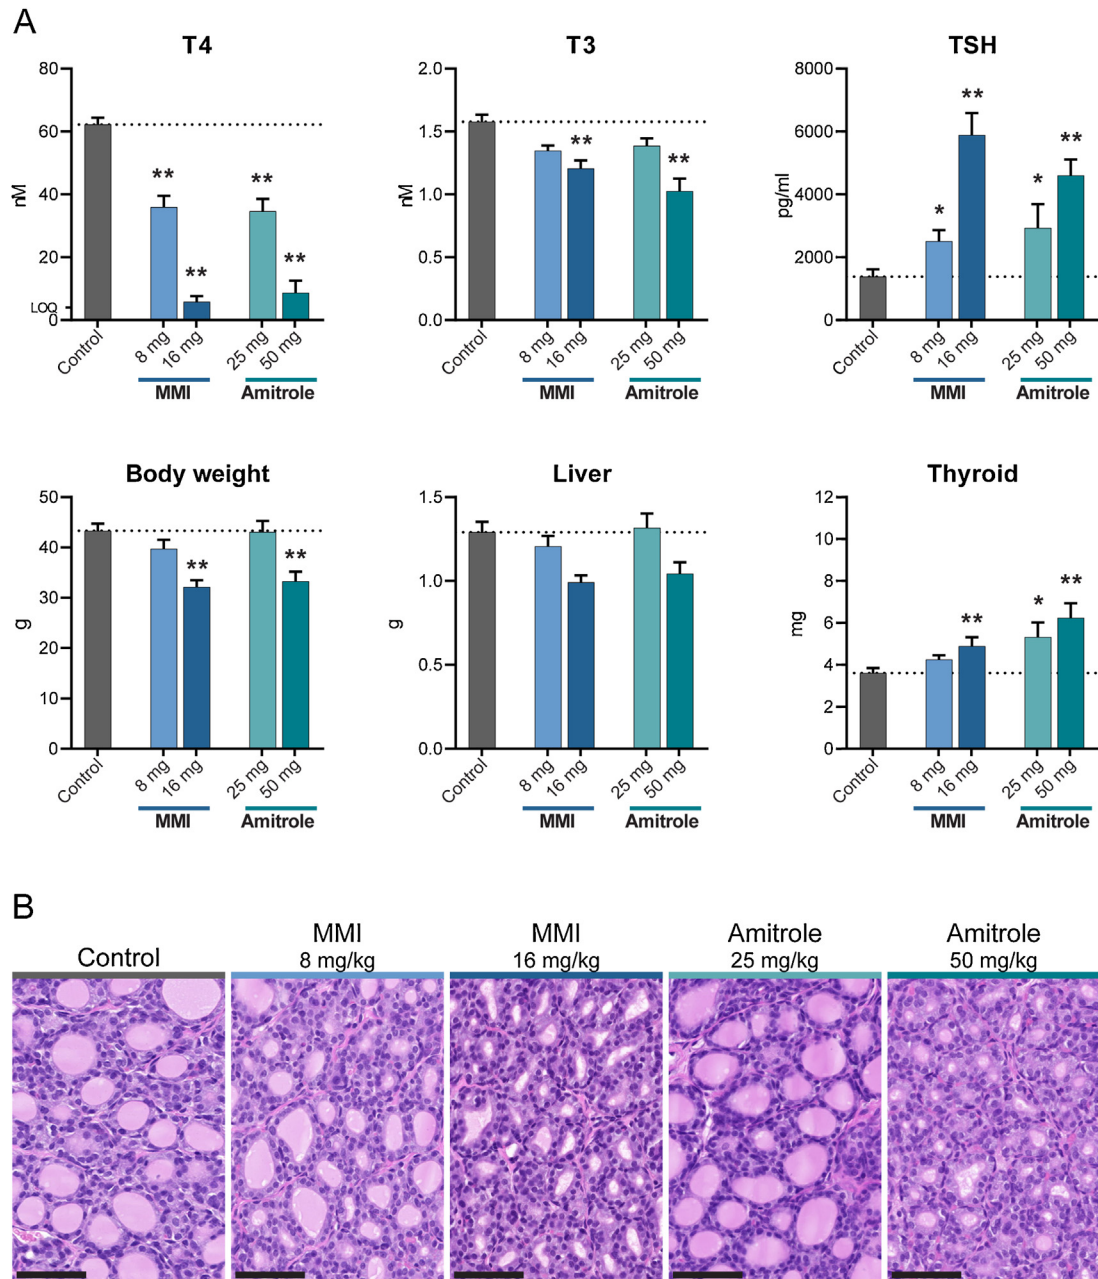 A
T4
T3
TSH
80
60
40
20
LOQ
0
nM
**
**
**
**
Control
8 mg
16 mg
25 mg
50 mg
MMI
Amitrole
2.0
1.5
1.0
0.5
0.0
nM
**
**
Control
8 mg
16 mg
25 mg
50 mg
MMI
Amitrole
8000
6000
4000
2000
0
pg/ml
*
**
*
**
Control
8 mg
16 mg
25 mg
50 mg
MMI
Amitrole
Body weight
Liver
Thyroid
50
40
30
20
10
0
g
**
**
Control
8 mg
16 mg
25 mg
50 mg
MMI
Amitrole
1.5
1.0
0.5
0.0
g
Control
8 mg
16 mg
25 mg
50 mg
MMI
Amitrole
12
10
8
6
4
2
0
mg
**
*
**
Control
8 mg
16 mg
25 mg
50 mg
MMI
Amitrole
B
Control
MMI
8 mg/kg
MMI
16 mg/kg
Amitrole
25 mg/kg
Amitrole
50 mg/kg